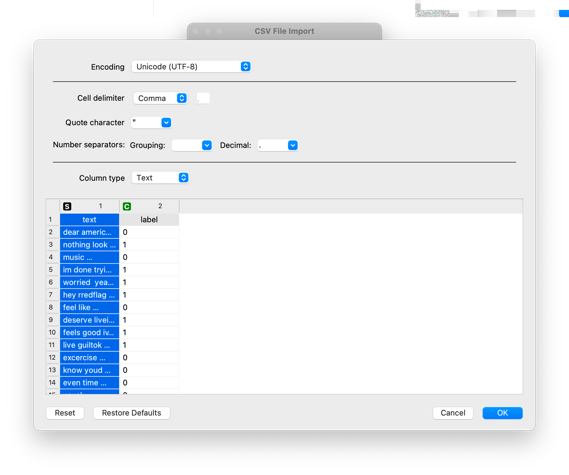 CSV File Import
Encoding Unicode (UTF-8)
Cell delimiter Comma
Quote character "
Number separators: Grouping: Decimal: .
Column type Text
S 1 C 2
1 text label
2 dear americ... 0
3 nothing look ... 1
4 music ... 0
5 im done tryi... 1
6 worried yea... 1
7 hey rredflag ... 1
8 feel like ... 0
9 deserve livei... 1
10 feels good iv... 1
11 live guiltok ... 1
12 excercise ... 0
13 know youd ... 0
14 even time ... 0
Reset Restore Defaults Cancel OK